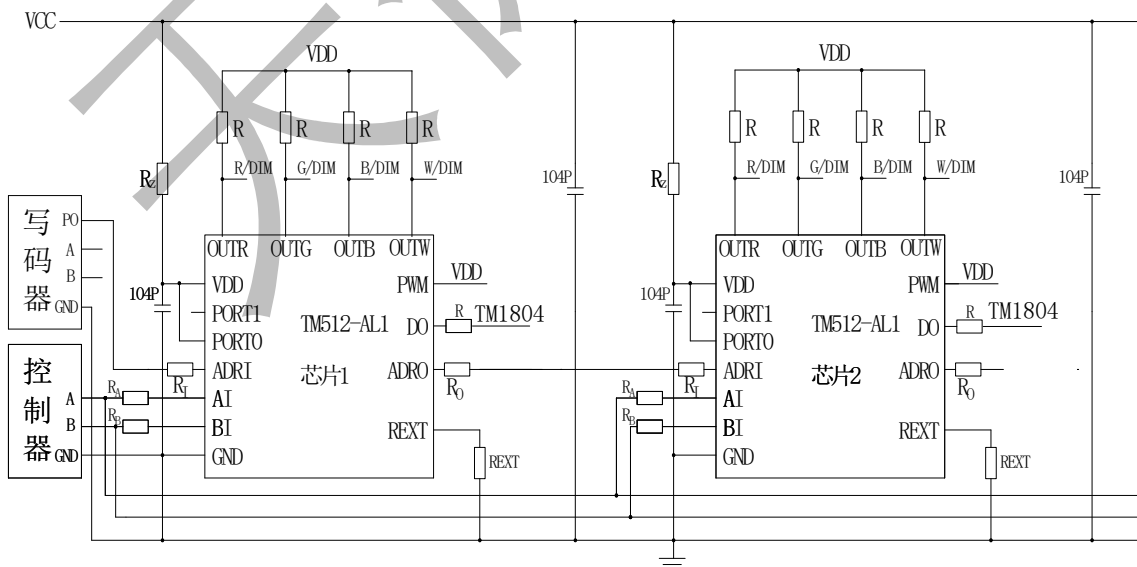 VCC
VDD
VDD
R R R R
R R R R
R/DIM G/DIM B/DIM W/DIM
104P
R/DIM G/DIM B/DIM W/DIM
104P
RZ
RZ
写码器
PO
A
B
GND
OUTR OUTG OUTB OUTW
OUTR OUTG OUTB OUTW
104P
VDD
PWM
VDD
104P
VDD
PWM
VDD
PORT1
TM512-AL1
DO
R
TM1804
PORT1
TM512-AL1
DO
R
TM1804
PORT0
PORT0
控制器
A
B
GND
ADRI
芯片1
ADRO
ADRI
芯片2
ADRO
RI
RO
RI
RO
RA
AI
RA
AI
RB
BI
REXT
RB
BI
REXT
GND
REXT
GND
REXT